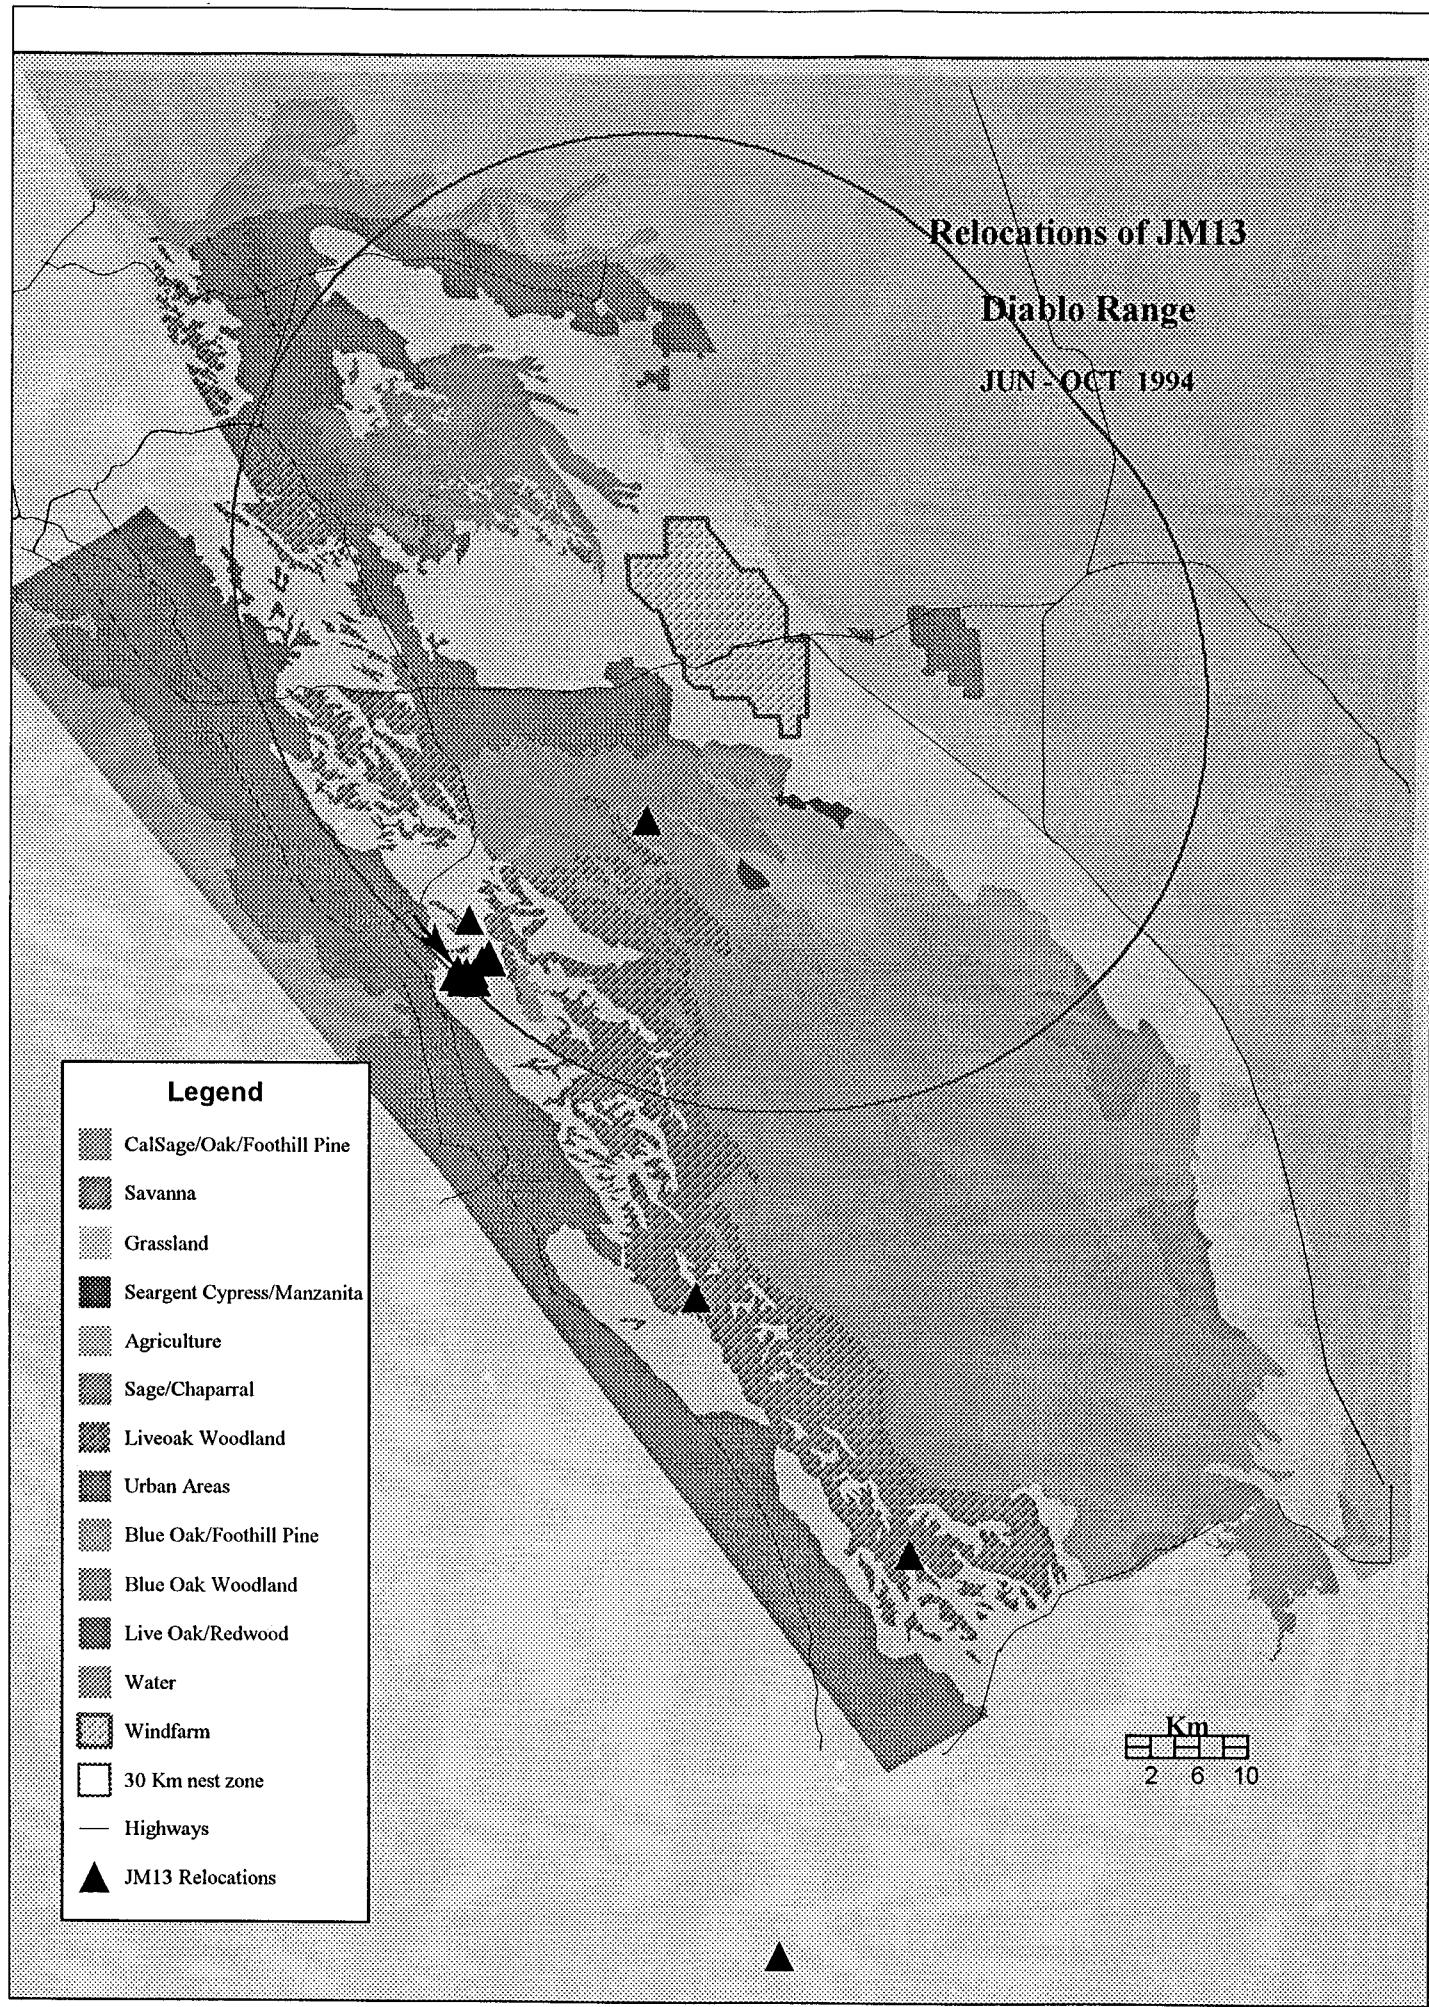 Relocations of JM13
Diablo Range
JUN - OCT 1994
Legend
CalSage/Oak/Foothill Pine
Savanna
Grassland
Seargent Cypress/Manzanita
Agriculture
Sage/Chaparral
Liveoak Woodland
Urban Areas
Blue Oak/Foothill Pine
Blue Oak Woodland
Live Oak/Redwood
Water
Windfarm
30 Km nest zone
Highways
JM13 Relocations
Km
2 6 10